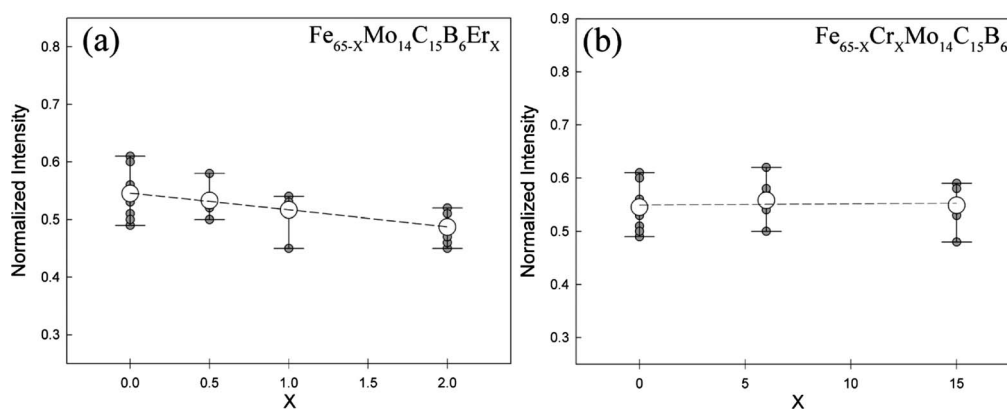 (a)
Fe65-XMo14C15B6ErX
0.8
0.7
0.6
0.5
0.4
0.3
Normalized Intensity
0.0 0.5 1.0 1.5 2.0
X
(b)
Fe65-XCrXMo14C15B6
0.9
0.8
0.7
0.6
0.5
0.4
0.3
Normalized Intensity
0 5 10 15
X